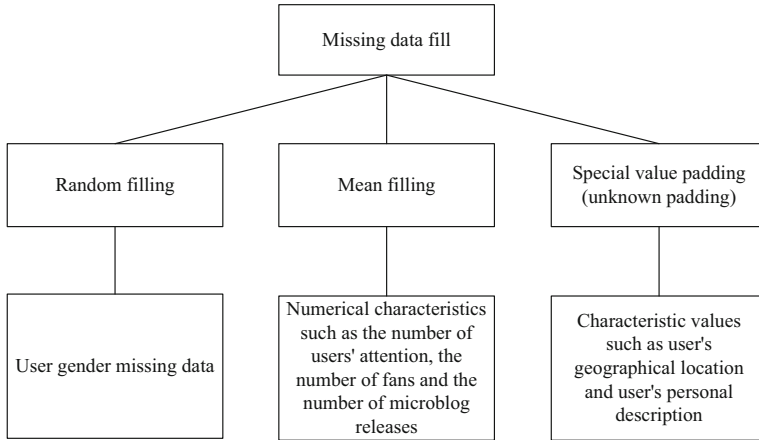 Missing data fill
Random filling
Mean filling
Special value padding
(unknown padding)
User gender missing data
Numerical characteristics
such as the number of
users' attention, the
number of fans and the
number of microblog
releases
Characteristic values
such as user's
geographical location
and user's personal
description